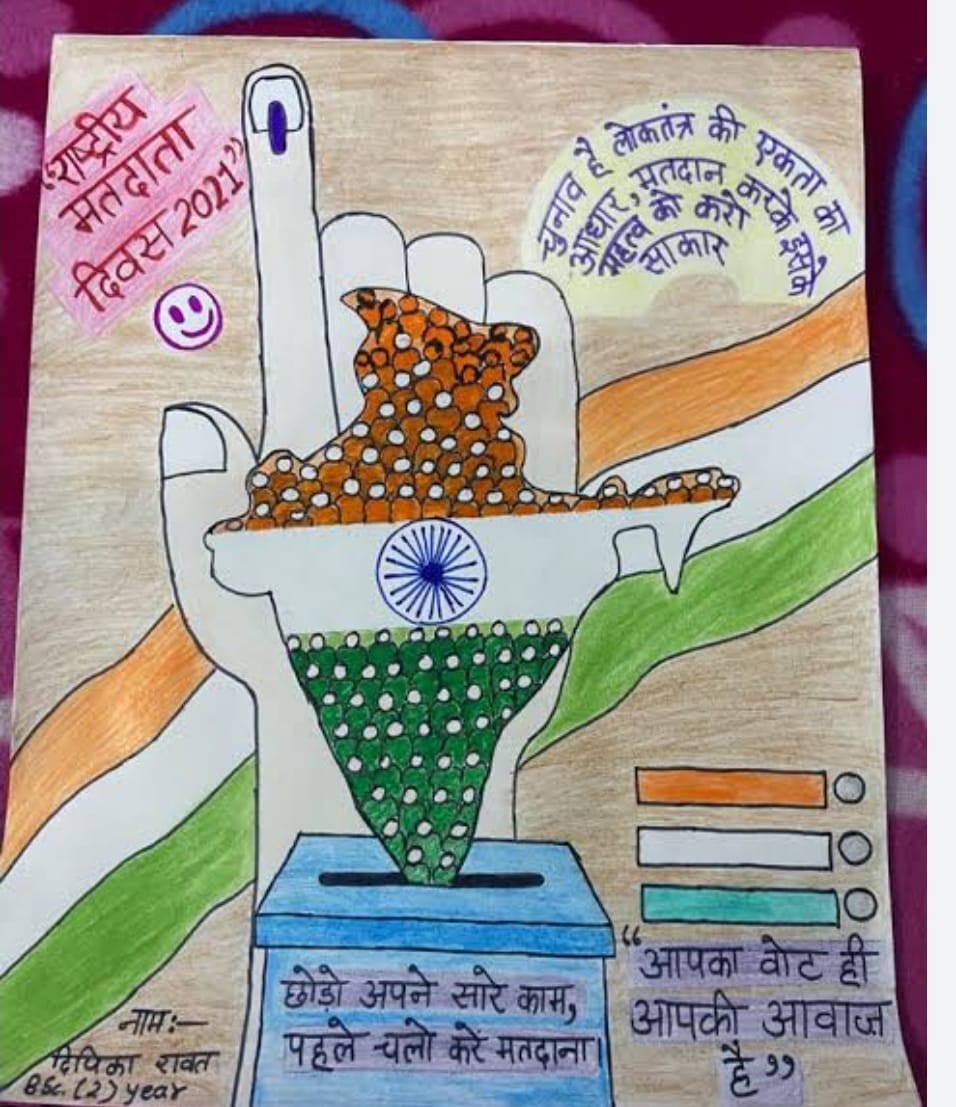 “राष्ट्रीय
मतदाता
दिवस 2021”
चुनाव है लोकतंत्र की एकता का
आधार, मतदान करके इसके
महत्व को करो
साकार
छोड़ो अपने सारे काम,
पहले चलो करें मतदान।
“आपका वोट ही
आपकी आवाज
है”
नाम:—
दिपिका रावत
BSc. (2) year